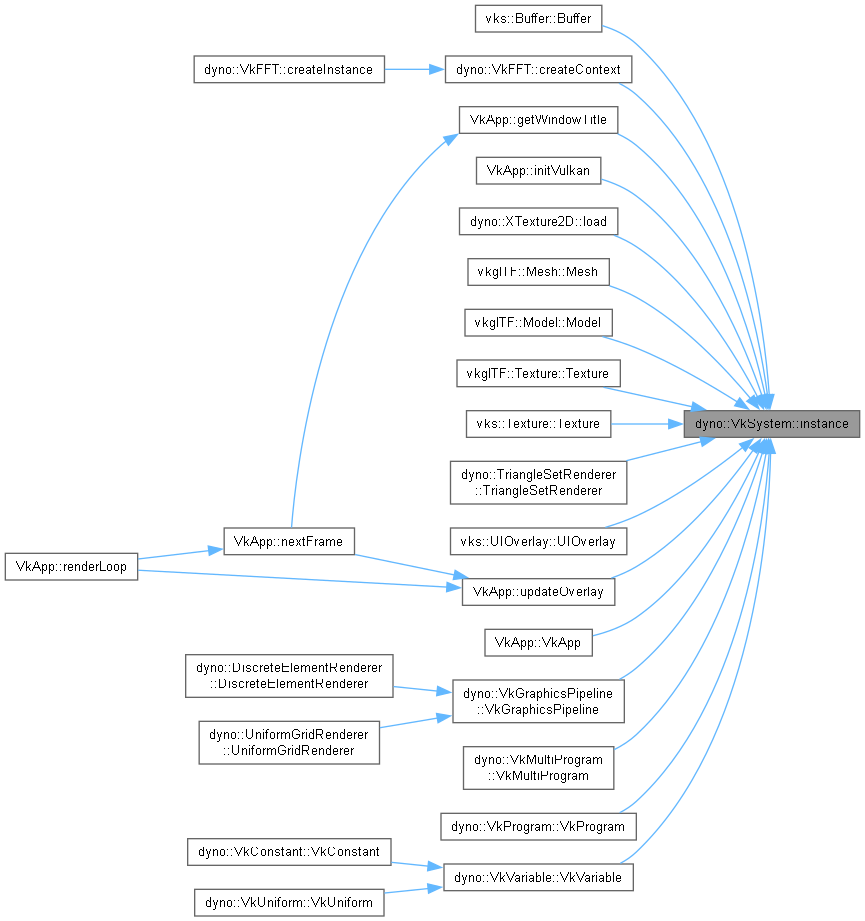 vks::Buffer::Buffer
dyno::VkFFT::createInstance
dyno::VkFFT::createContext
VkApp::getWindowTitle
VkApp::initVulkan
dyno::XTexture2D::load
vkglTF::Mesh::Mesh
vkglTF::Model::Model
vkglTF::Texture::Texture
vks::Texture::Texture
dyno::VkSystem::instance
dyno::TriangleSetRenderer
::TriangleSetRenderer
vks::UIOverlay::UIOverlay
VkApp::nextFrame
VkApp::renderLoop
VkApp::updateOverlay
VkApp::VkApp
dyno::DiscreteElementRenderer
::DiscreteElementRenderer
dyno::VkGraphicsPipeline
::VkGraphicsPipeline
dyno::UniformGridRenderer
::UniformGridRenderer
dyno::VkMultiProgram
::VkMultiProgram
dyno::VkProgram::VkProgram
dyno::VkConstant::VkConstant
dyno::VkVariable::VkVariable
dyno::VkUniform::VkUniform